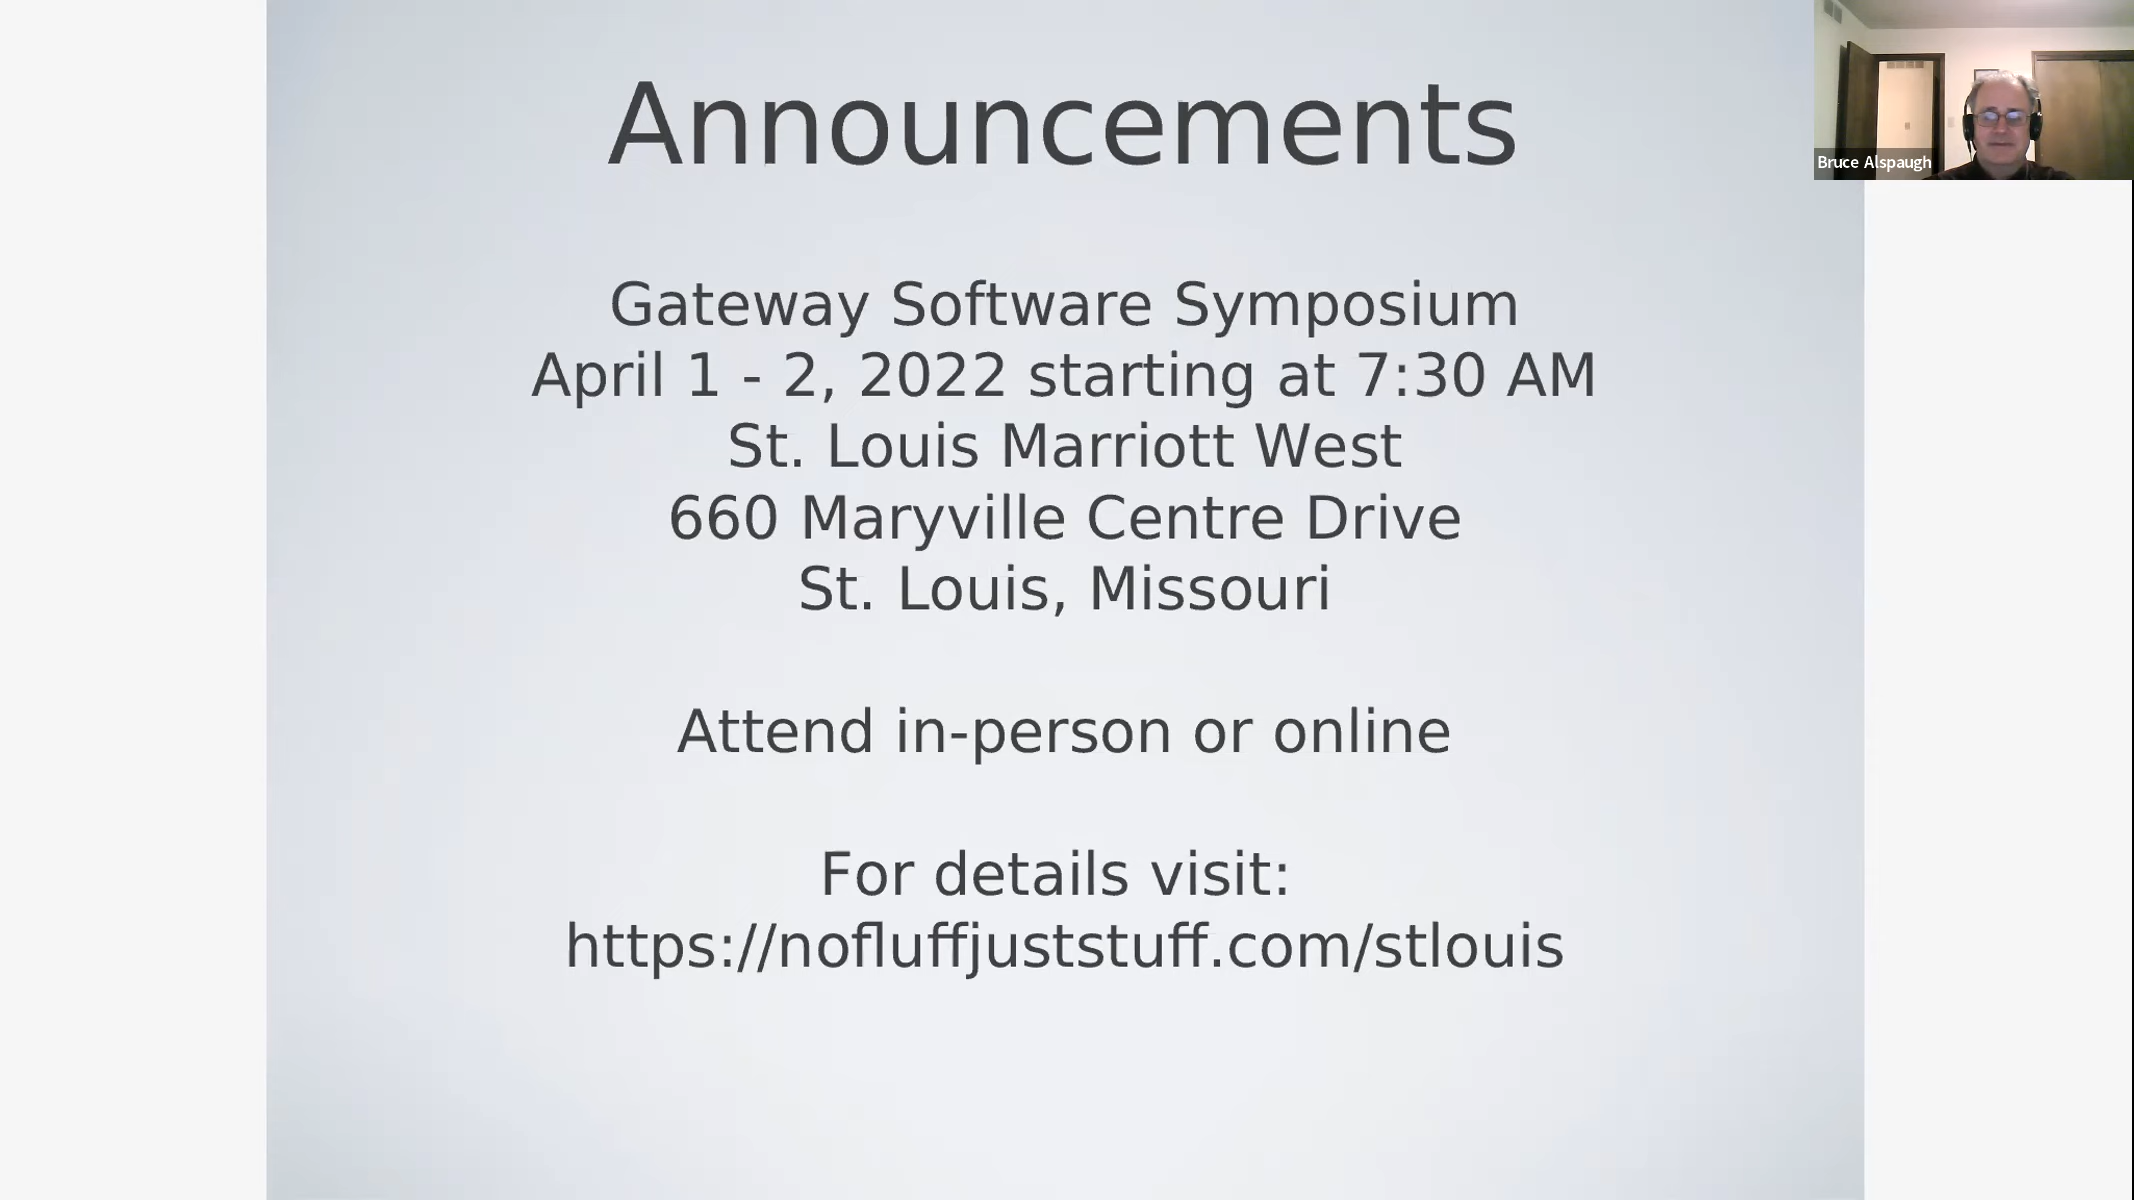 Announcements
Bruce Alspaugh
Gateway Software Symposium
April 1 - 2, 2022 starting at 7:30 AM
St. Louis Marriott West
660 Maryville Centre Drive
St. Louis, Missouri
Attend in-person or online
For details visit:
https://nofluffjuststuff.com/stlouis